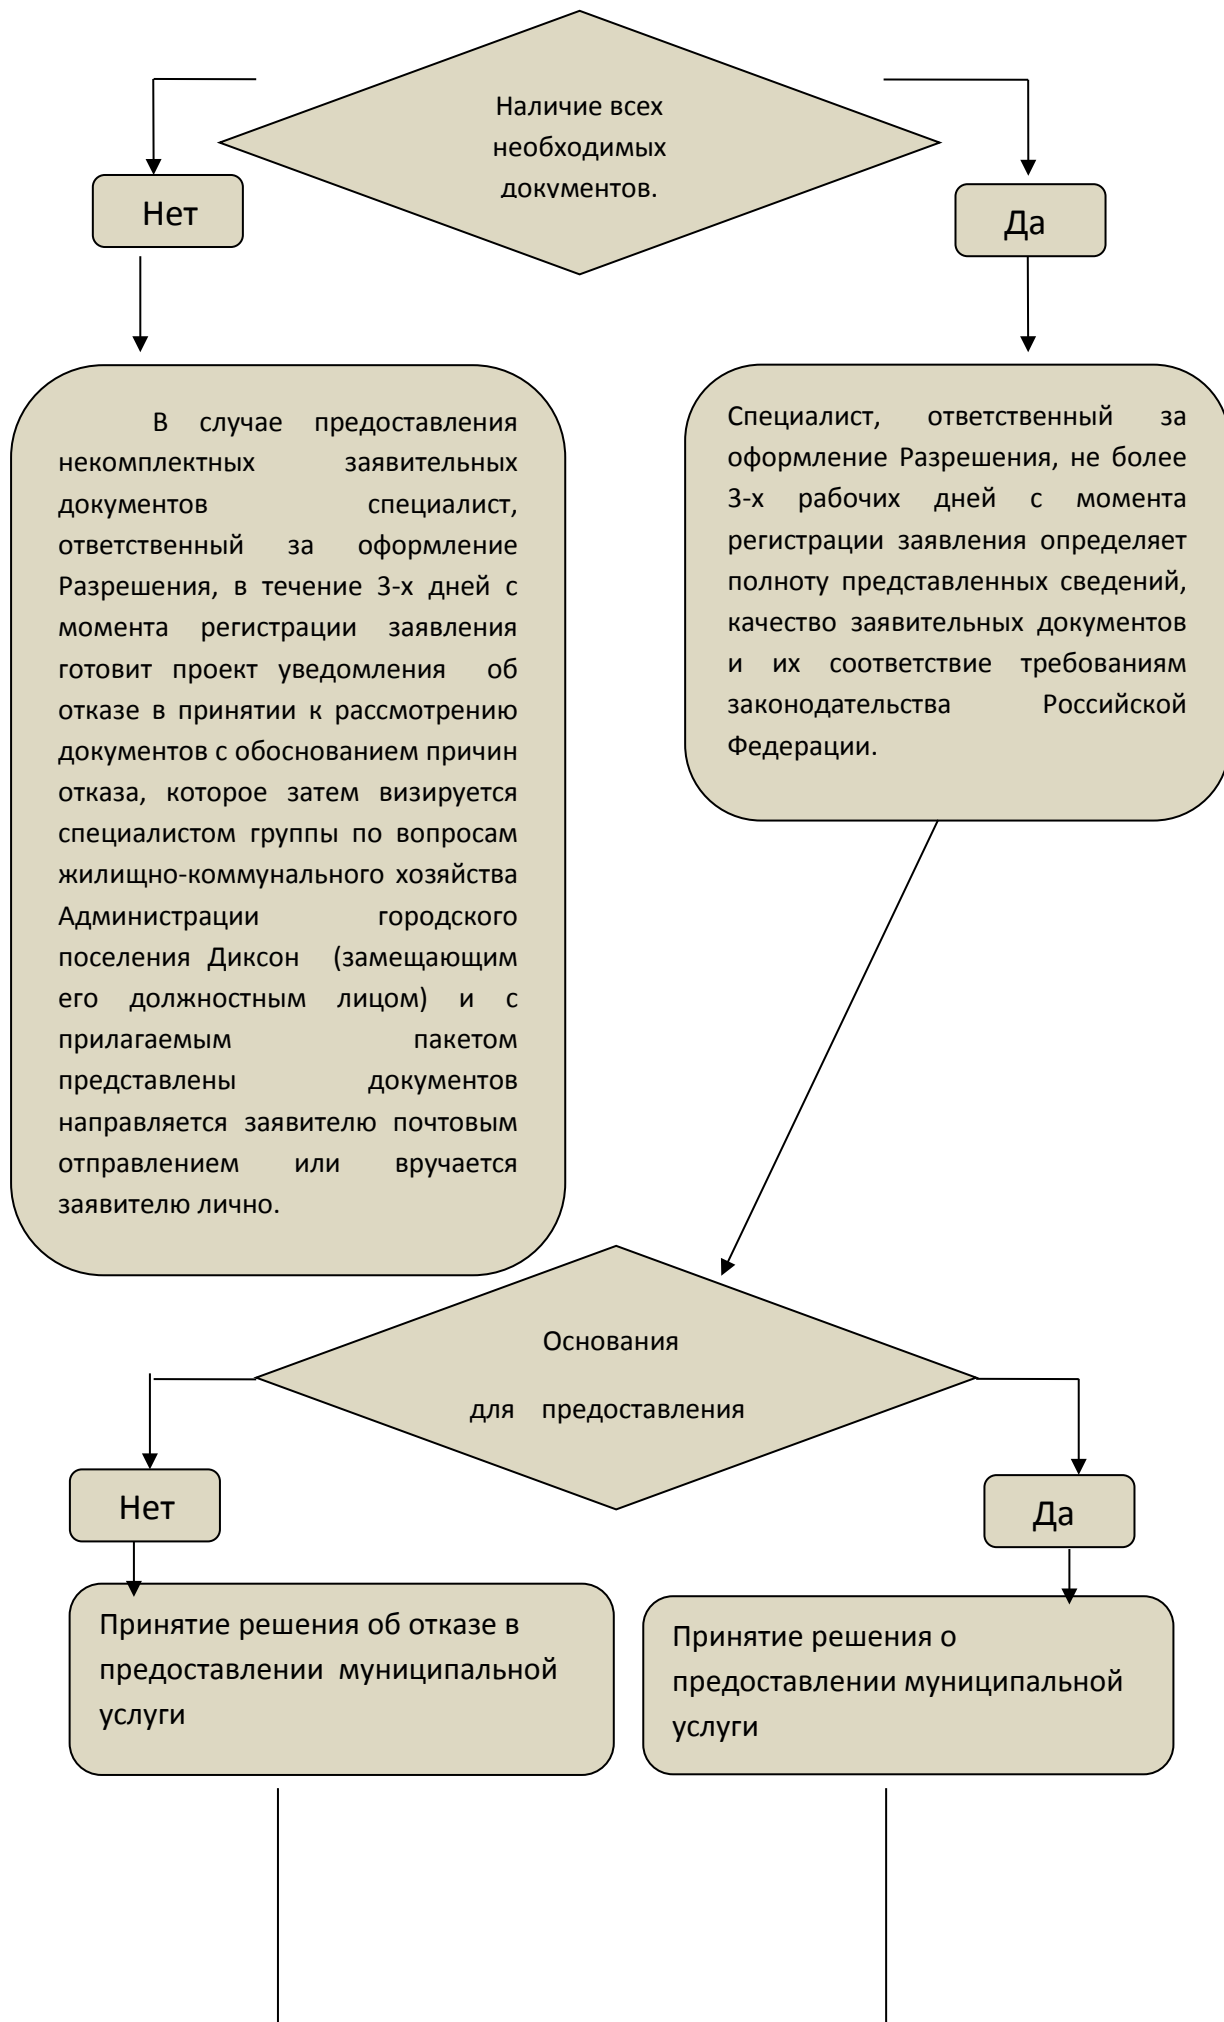 Наличие всех
необходимых
документов.
Нет
Да
В случае предоставления
некомплектных заявительных
документов специалист,
ответственный за оформление
Разрешения, в течение 3-х дней с
момента регистрации заявления
готовит проект уведомления об
отказе в принятии к рассмотрению
документов с обоснованием причин
отказа, которое затем визируется
специалистом группы по вопросам
жилищно-коммунального хозяйства
Администрации городского
поселения Диксон (замещающим
его должностным лицом) и с
прилагаемым пакетом
представлены документов
направляется заявителю почтовым
отправлением или вручается
заявителю лично.
Специалист, ответственный за
оформление Разрешения, не более
3-х рабочих дней с момента
регистрации заявления определяет
полноту представленных сведений,
качество заявительных документов
и их соответствие требованиям
законодательства Российской
Федерации.
Основания
для предоставления
Нет
Да
Принятие решения об отказе в
предоставлении муниципальной
услуги
Принятие решения о
предоставлении муниципальной
услуги